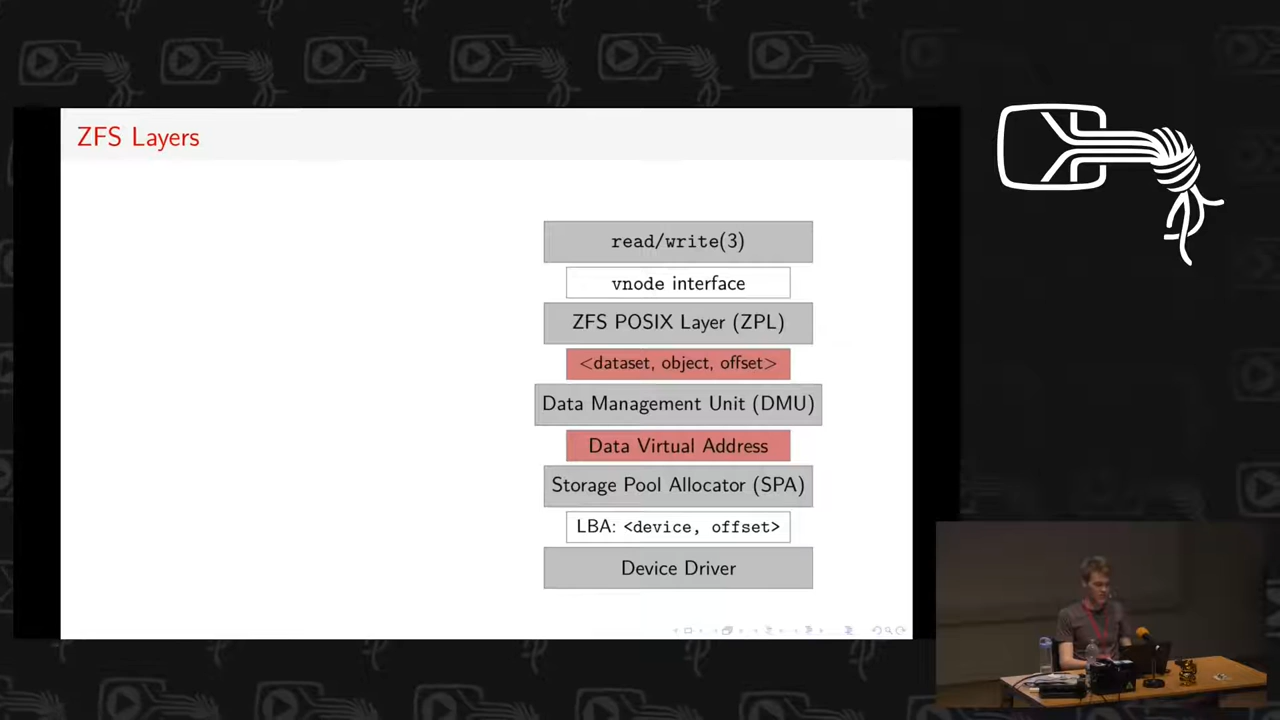 ZFS Layers
read/write(3)
vnode interface
ZFS POSIX Layer (ZPL)
<dataset, object, offset>
Data Management Unit (DMU)
Data Virtual Address
Storage Pool Allocator (SPA)
LBA: <device, offset>
Device Driver